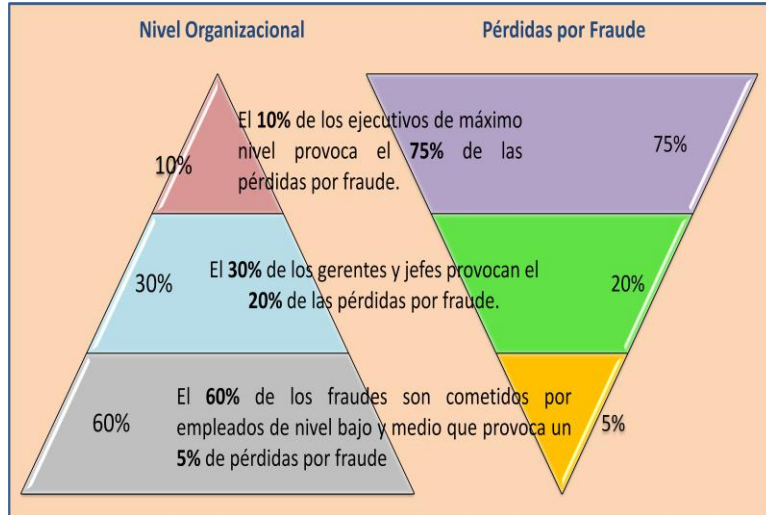 Nivel Organizacional
Pérdidas por Fraude
El 10% de los ejecutivos de máximo
nivel provoca el 75% de las
pérdidas por fraude.
10%
75%
El 30% de los gerentes y jefes provocan el
20% de las pérdidas por fraude.
30%
20%
El 60% de los fraudes son cometidos por
empleados de nivel bajo y medio que provoca un
5% de pérdidas por fraude
60%
5%